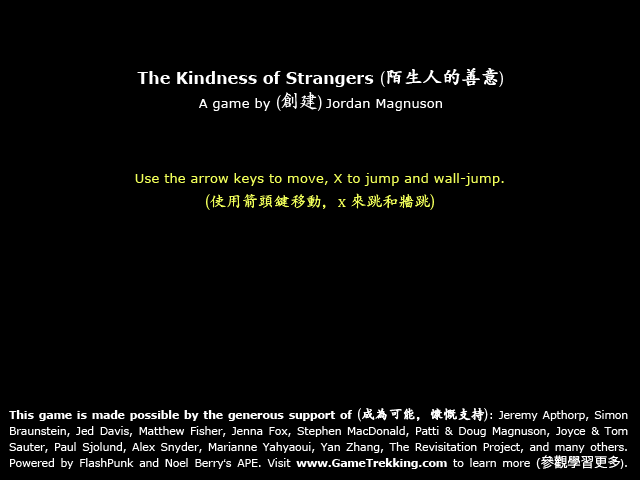 The Kindness of Strangers (陌生人的善意)
A game by (創建) Jordan Magnuson
Use the arrow keys to move, X to jump and wall-jump.
(使用箭頭鍵移動，x 來跳和牆跳)
This game is made possible by the generous support of (成為可能，慷慨支持): Jeremy Apthorp, Simon
Braunstein, Jed Davis, Matthew Fisher, Jenna Fox, Stephen MacDonald, Patti & Doug Magnuson, Joyce & Tom
Sauter, Paul Sjolund, Alex Snyder, Marianne Yahyaoui, Yan Zhang, The Revisitation Project, and many others.
Powered by FlashPunk and Noel Berry's APE. Visit www.GameTrekking.com to learn more (參觀學習更多).